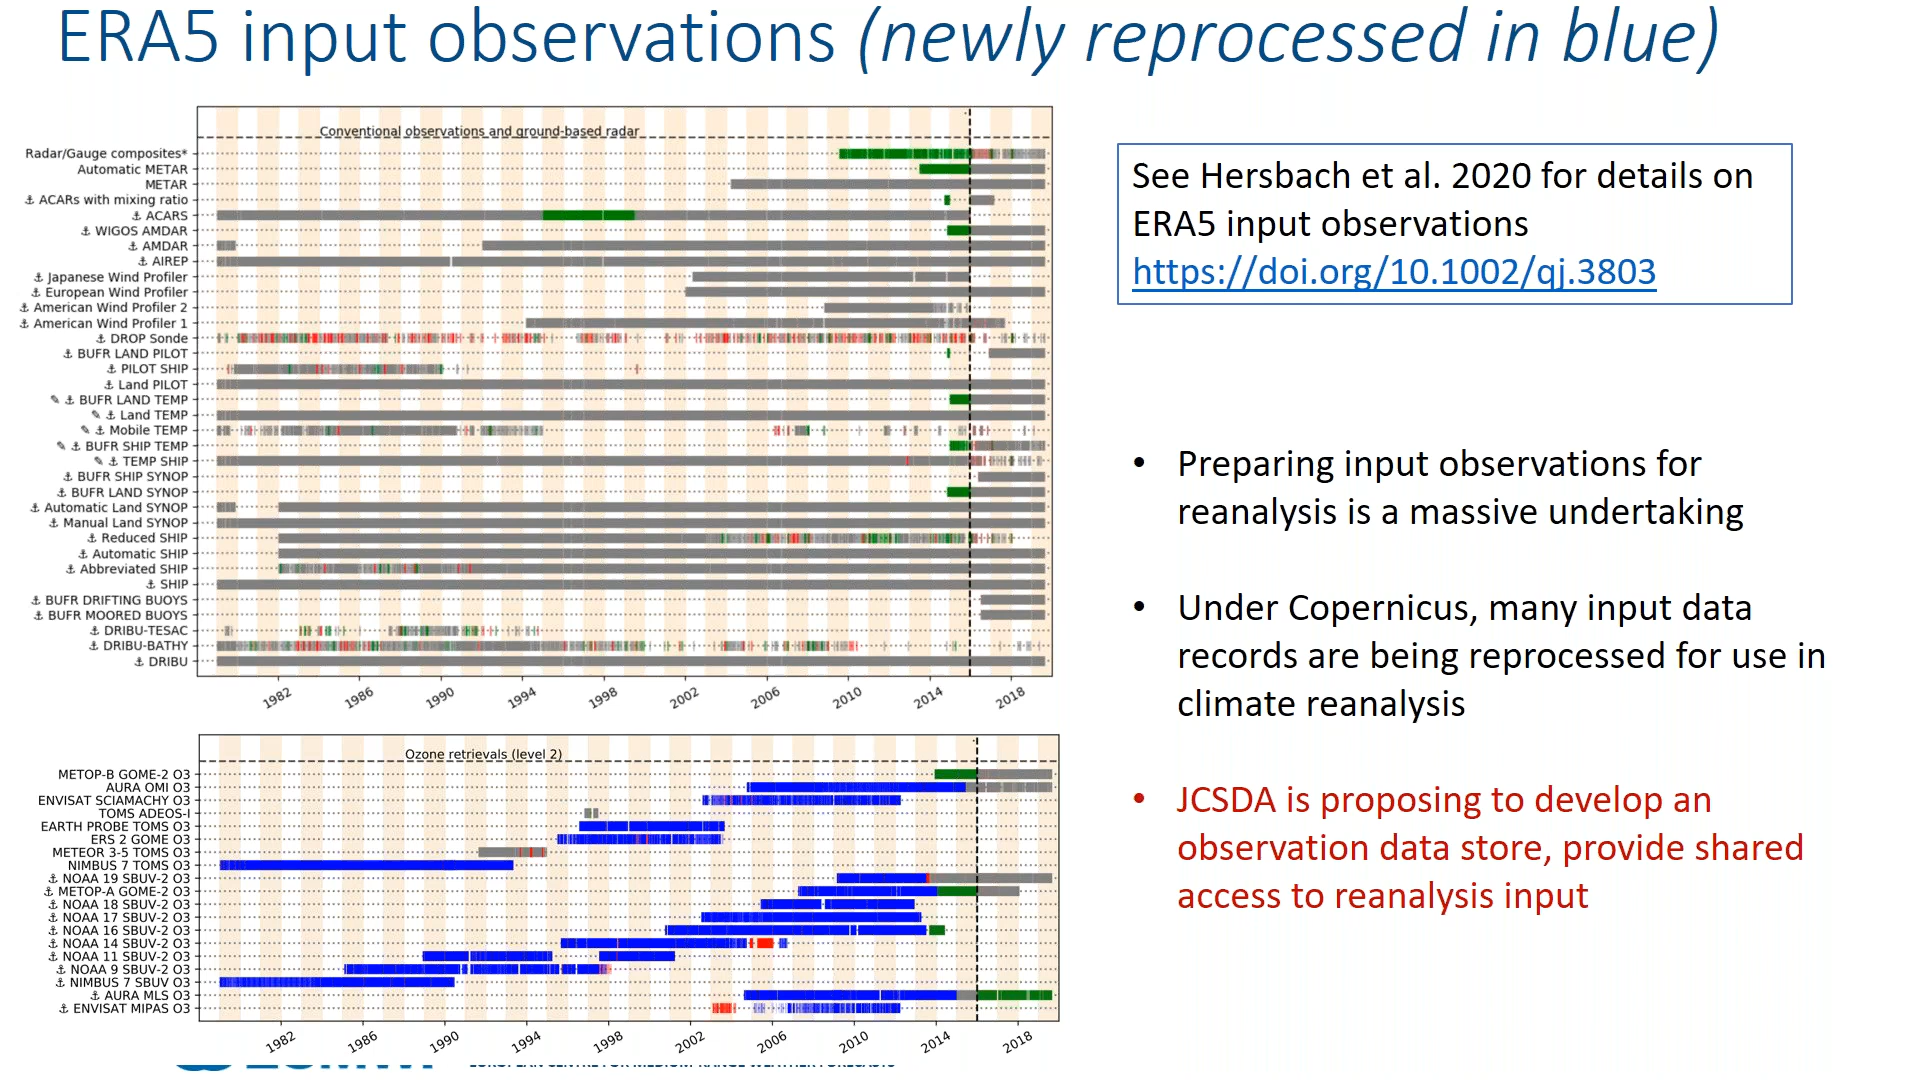 ERA5 input observations (newly reprocessed in blue)
Conventional observations and ground-based radar
Radar/Gauge composites*
Automatic METAR
METAR
⚓ ACARs with mixing ratio
⚓ ACARS
⚓ WIGOS AMDAR
⚓ AMDAR
⚓ AIREP
⚓ Japanese Wind Profiler
⚓ European Wind Profiler
⚓ American Wind Profiler 2
⚓ American Wind Profiler 1
⚓ DROP Sonde
⚓ BUFR LAND PILOT
⚓ PILOT SHIP
⚓ Land PILOT
✎ ⚓ BUFR LAND TEMP
✎ ⚓ Land TEMP
✎ ⚓ Mobile TEMP
✎ ⚓ BUFR SHIP TEMP
✎ ⚓ TEMP SHIP
⚓ BUFR SHIP SYNOP
⚓ BUFR LAND SYNOP
⚓ Automatic Land SYNOP
⚓ Manual Land SYNOP
⚓ Reduced SHIP
⚓ Automatic SHIP
⚓ Abbreviated SHIP
⚓ SHIP
⚓ BUFR DRIFTING BUOYS
⚓ BUFR MOORED BUOYS
⚓ DRIBU-TESAC
⚓ DRIBU-BATHY
⚓ DRIBU
1982 1986 1990 1994 1998 2002 2006 2010 2014 2018
Ozone retrievals (level 2)
METOP-B GOME-2 O3
AURA OMI O3
ENVISAT SCIAMACHY O3
TOMS ADEOS-I
EARTH PROBE TOMS O3
ERS 2 GOME O3
METEOR 3-5 TOMS O3
NIMBUS 7 TOMS O3
⚓ NOAA 19 SBUV-2 O3
⚓ METOP-A GOME-2 O3
⚓ NOAA 18 SBUV-2 O3
⚓ NOAA 17 SBUV-2 O3
⚓ NOAA 16 SBUV-2 O3
⚓ NOAA 14 SBUV-2 O3
⚓ NOAA 11 SBUV-2 O3
⚓ NOAA 9 SBUV-2 O3
⚓ NIMBUS 7 SBUV O3
⚓ AURA MLS O3
⚓ ENVISAT MIPAS O3
1982 1986 1990 1994 1998 2002 2006 2010 2014 2018
ECMWF EUROPEAN CENTRE FOR MEDIUM-RANGE WEATHER FORECASTS
See Hersbach et al. 2020 for details on
ERA5 input observations
https://doi.org/10.1002/qj.3803
• Preparing input observations for
reanalysis is a massive undertaking
• Under Copernicus, many input data
records are being reprocessed for use in
climate reanalysis
• JCSDA is proposing to develop an
observation data store, provide shared
access to reanalysis input